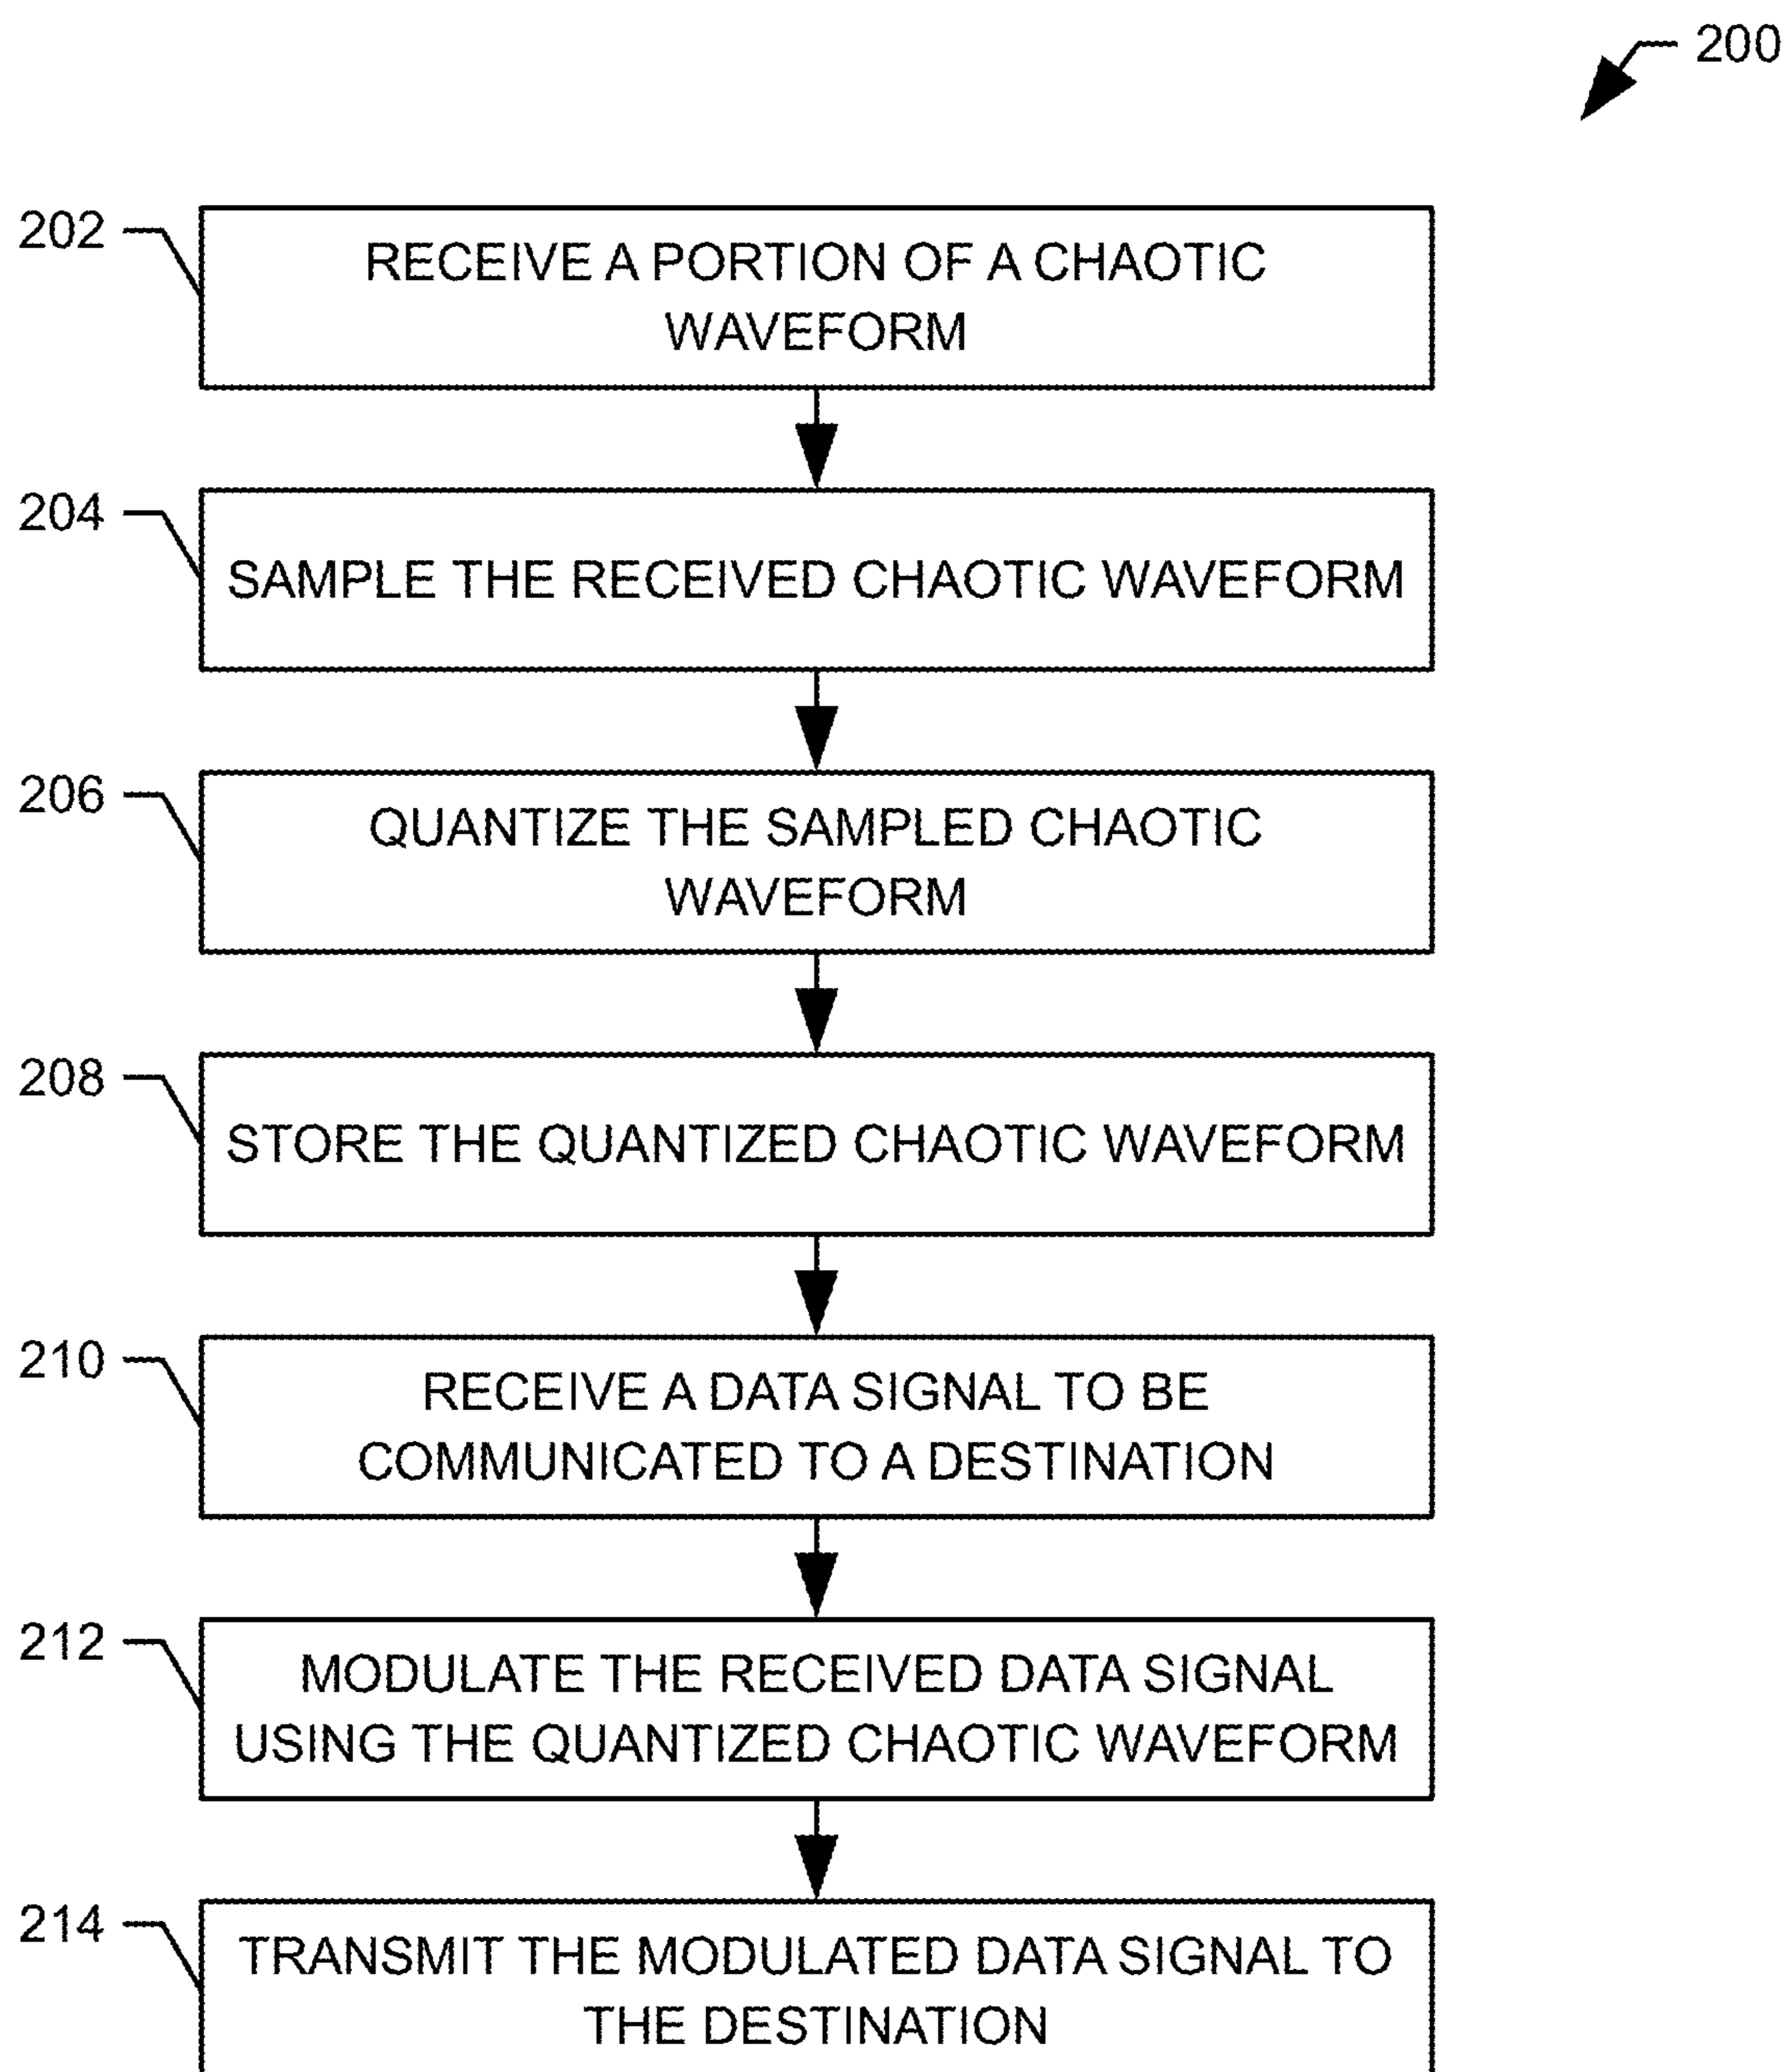 200
202
RECEIVE A PORTION OF A CHAOTIC
WAVEFORM
204
SAMPLE THE RECEIVED CHAOTIC WAVEFORM
206
QUANTIZE THE SAMPLED CHAOTIC
WAVEFORM
208
STORE THE QUANTIZED CHAOTIC WAVEFORM
210
RECEIVE A DATA SIGNAL TO BE
COMMUNICATED TO A DESTINATION
212
MODULATE THE RECEIVED DATA SIGNAL
USING THE QUANTIZED CHAOTIC WAVEFORM
214
TRANSMIT THE MODULATED DATA SIGNAL TO
THE DESTINATION